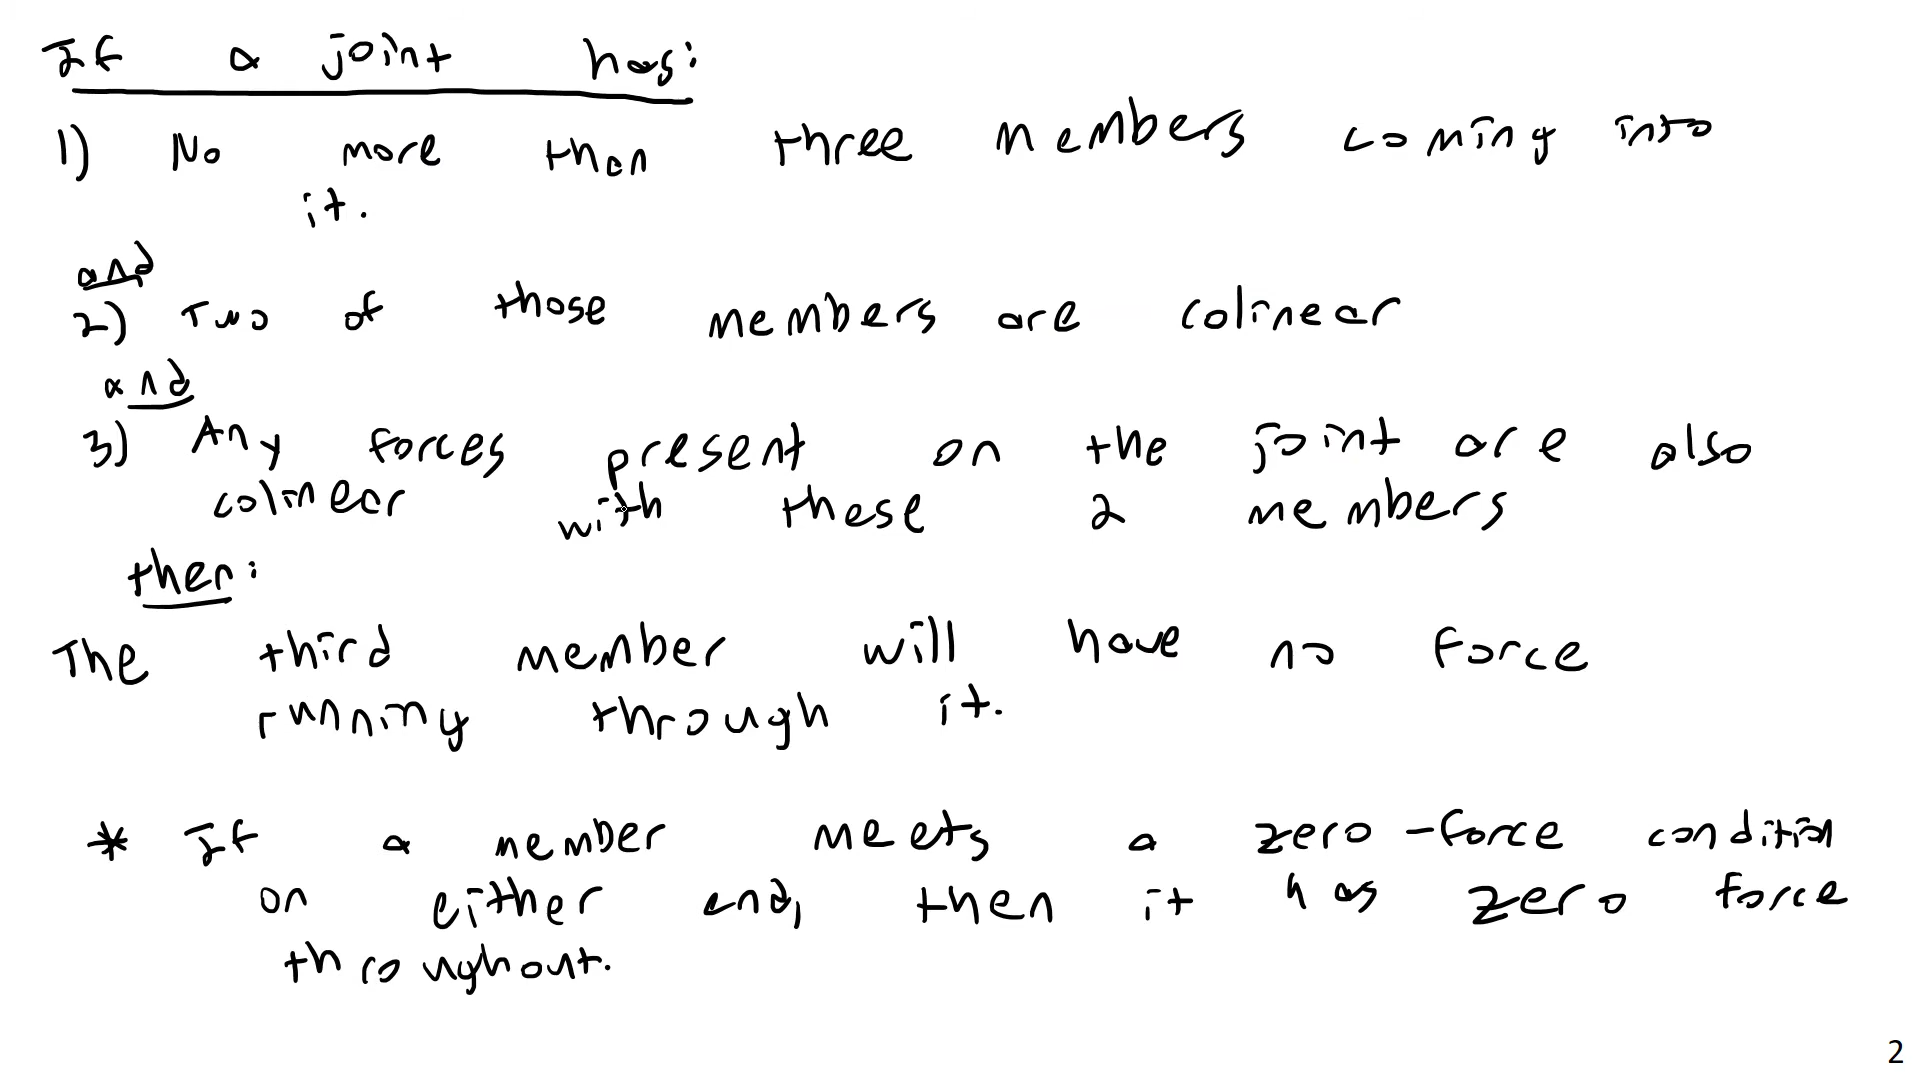 If a joint has:
1) No more than three members coming into
it.
and
2) Two of those members are colinear
and
3) Any forces present on the joint are also
colinear with these 2 members
then:
The third member will have no force
running through it.
* If a member meets a zero-force condition
on either end, then it has zero force
throughout.
2